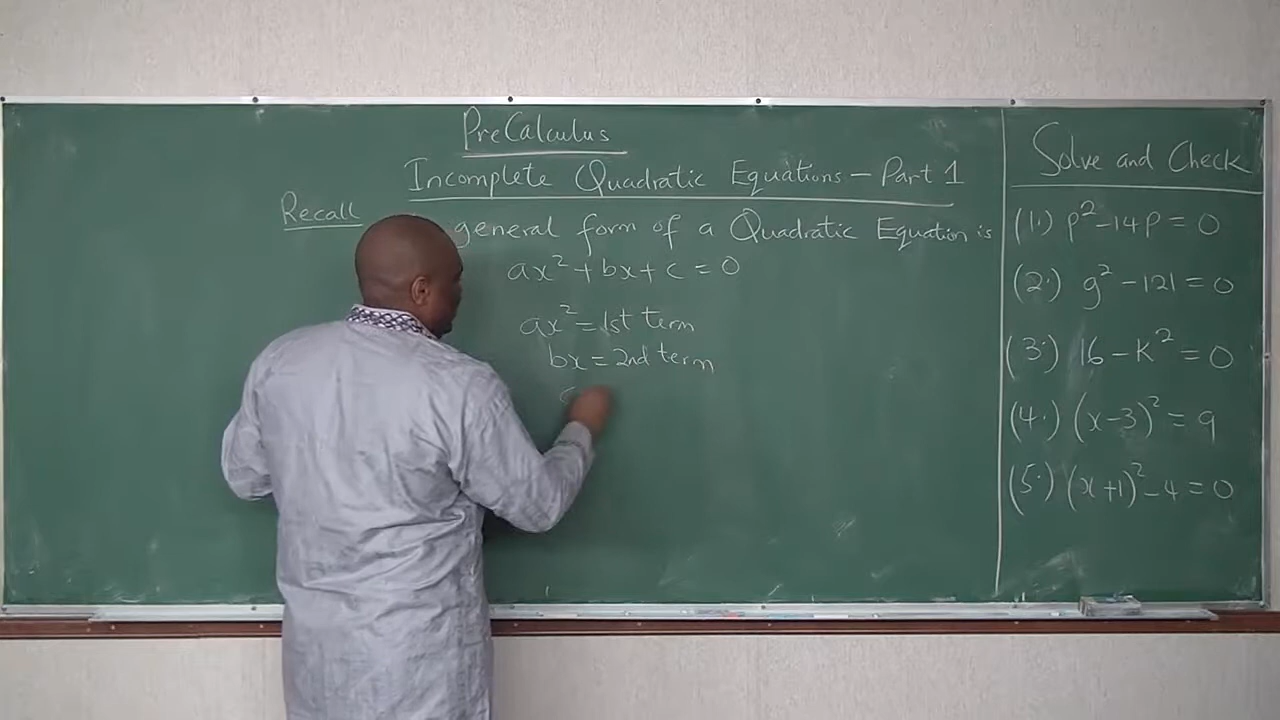 PreCalculus
Incomplete Quadratic Equations – Part 1
Recall general form of a Quadratic Equation is
ax² + bx + c = 0
ax² = 1st term
bx = 2nd term
c
Solve and Check
(1.) p² – 14p = 0
(2.) g² – 121 = 0
(3.) 16 – K² = 0
(4.) (x – 3)² = 9
(5.) (x + 1)² – 4 = 0